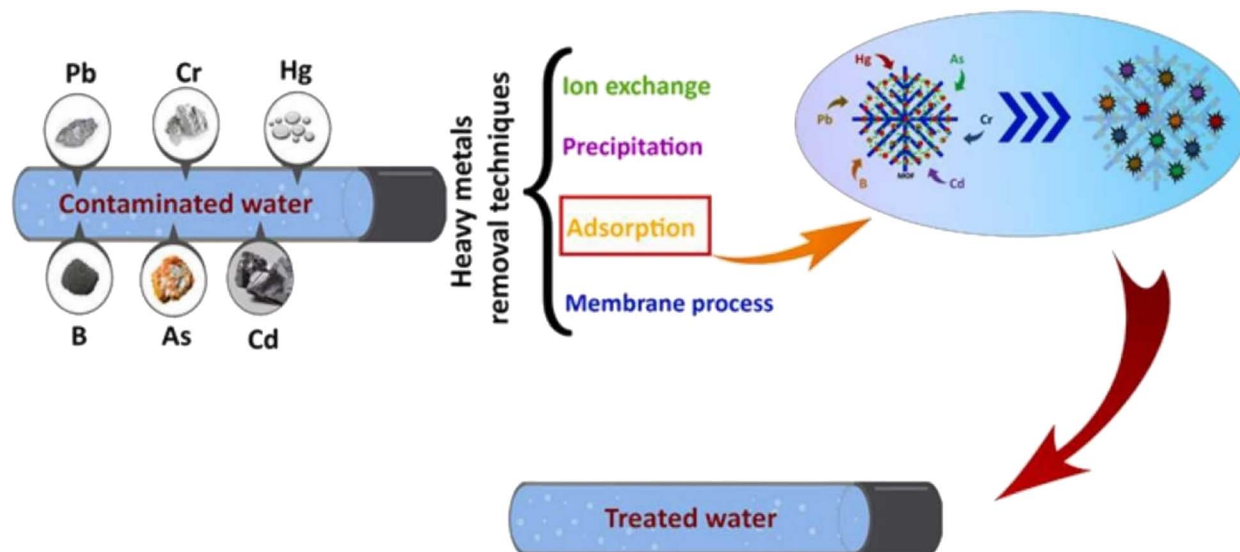 Pb Cr Hg
Contaminated water
B As Cd
Heavy metals
removal techniques
Ion exchange
Precipitation
Adsorption
Membrane process
Hg As
Pb Cr
B Cd
MOF
Treated water